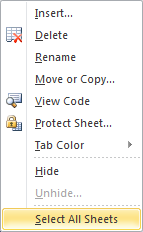 Insert...
Delete
Rename
Move or Copy...
View Code
Protect Sheet...
Tab Color
Hide
Unhide...
Select All Sheets